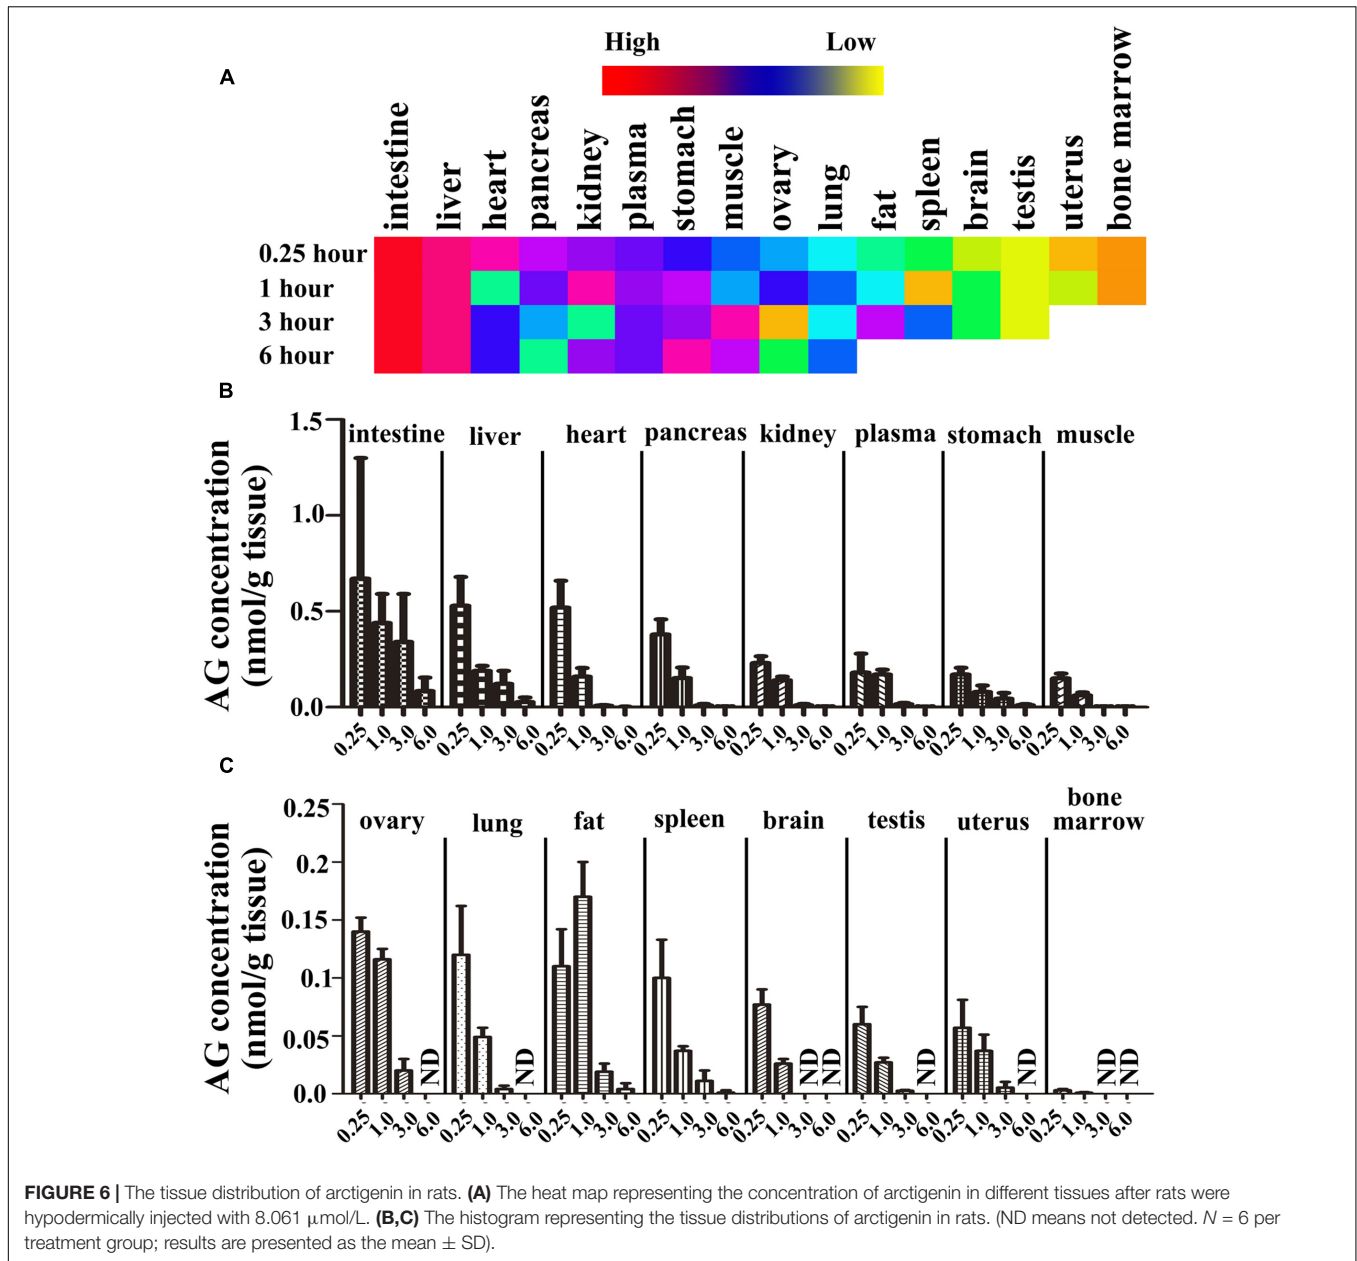 High Low
A
intestine liver heart pancreas kidney plasma stomach muscle ovary lung fat spleen brain testis uterus bone marrow
0.25 hour
1 hour
3 hour
6 hour
B
AG concentration
(nmol/g tissue)
1.5
1.0
0.5
0.0
intestine liver heart pancreas kidney plasma stomach muscle
0.25 1.0 3.0 6.0 0.25 1.0 3.0 6.0 0.25 1.0 3.0 6.0 0.25 1.0 3.0 6.0 0.25 1.0 3.0 6.0 0.25 1.0 3.0 6.0 0.25 1.0 3.0 6.0 0.25 1.0 3.0 6.0
C
AG concentration
(nmol/g tissue)
0.25
0.2
0.15
0.1
0.05
0.0
ovary lung fat spleen brain testis uterus bone
marrow
ND ND ND ND ND ND ND ND
0.25 1.0 3.0 6.0 0.25 1.0 3.0 6.0 0.25 1.0 3.0 6.0 0.25 1.0 3.0 6.0 0.25 1.0 3.0 6.0 0.25 1.0 3.0 6.0 0.25 1.0 3.0 6.0 0.25 1.0 3.0 6.0
FIGURE 6 | The tissue distribution of arctigenin in rats. (A) The heat map representing the concentration of arctigenin in different tissues after rats were
hypodermically injected with 8.061 μmol/L. (B,C) The histogram representing the tissue distributions of arctigenin in rats. (ND means not detected. N = 6 per
treatment group; results are presented as the mean ± SD).